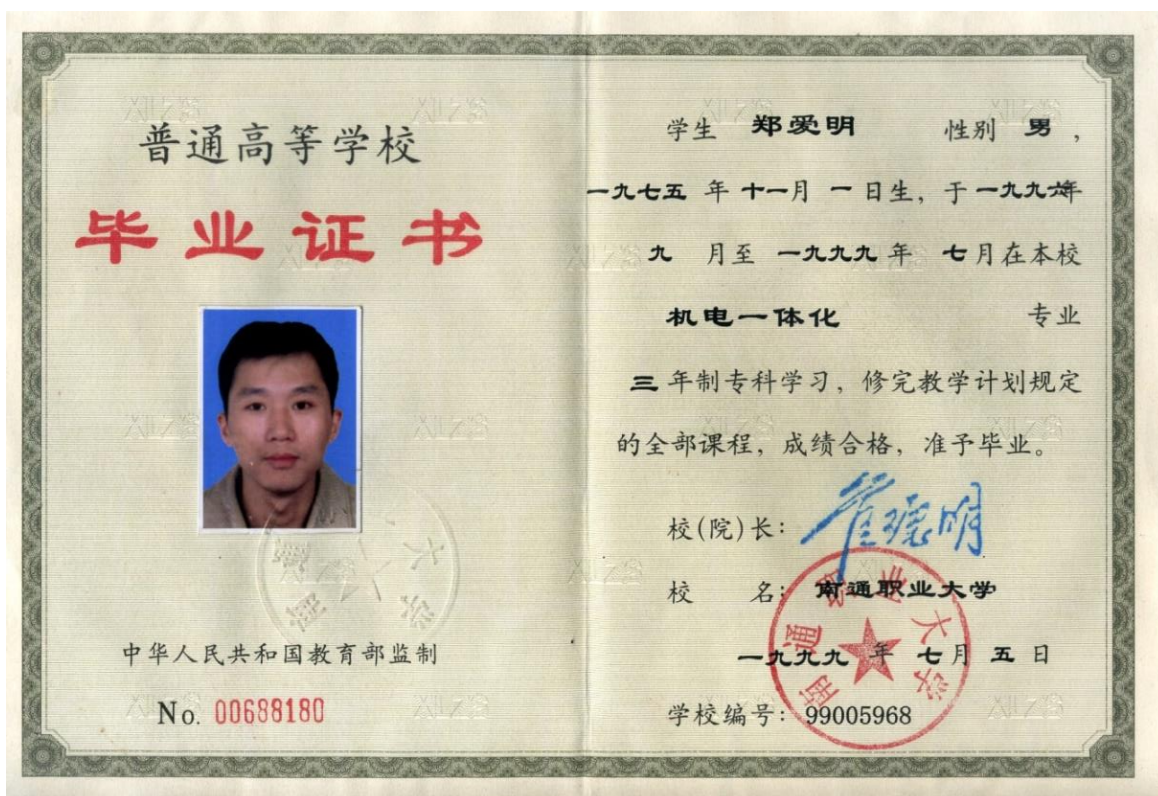 普通高等学校
毕业证书
中华人民共和国教育部监制
No. 00688180
学生 郑爱明 性别 男，
一九七五 年 十一月 一 日生，于 一九九六年
九 月至 一九九九 年 七月在本校
机电一体化 专业
三 年制专科学习，修完教学计划规定
的全部课程，成绩合格，准予毕业。
校(院)长：
校 名：南通职业大学
一九九九 年 七月 五 日
学校编号：99005968
南通职业大学